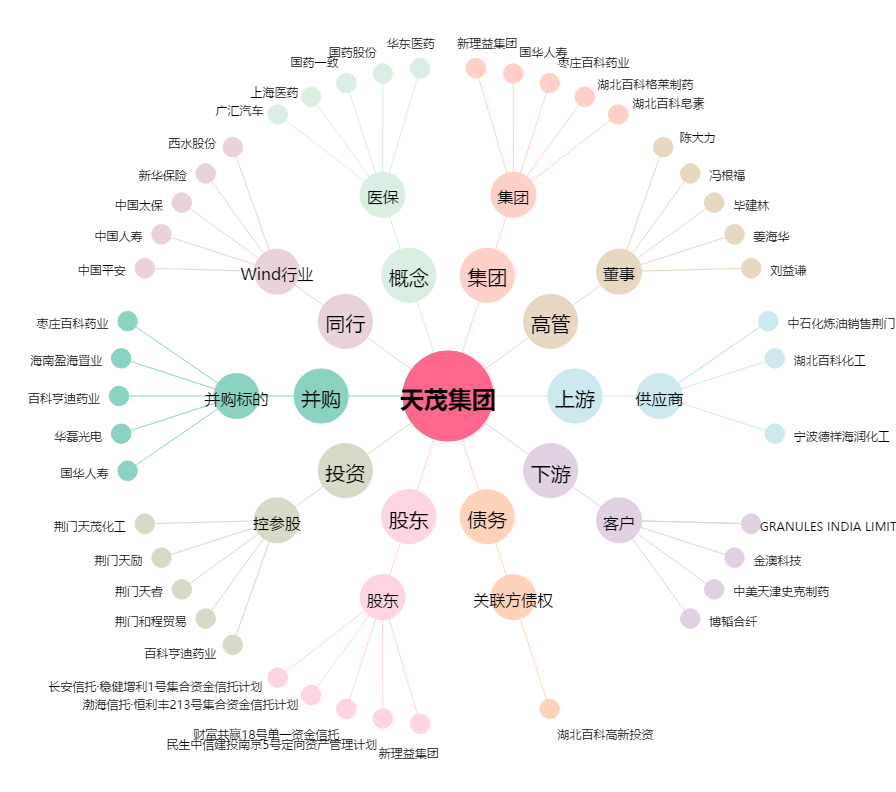 华东医药
新理益集团
国药股份
国华人寿
国药一致
枣庄百科药业
上海医药
湖北百科格莱制药
广汇汽车
湖北百科皂素
西水股份
陈大力
新华保险
冯根福
医保
集团
中国太保
毕建林
中国人寿
姜海华
中国平安
Wind行业
概念
集团
董事
刘益谦
枣庄百科药业
同行
高管
中石化炼油销售荆门
海南盈海置业
湖北百科化工
百科亨迪药业
并购标的
并购
天茂集团
上游
供应商
华磊光电
宁波德祥海润化工
国华人寿
投资
下游
荆门天茂化工
控参股
股东
债务
客户
GRANULES INDIA LIMIT
荆门天励
金澳科技
荆门天睿
中美天津史克制药
荆门和程贸易
股东
关联方债权
博韬合纤
百科亨迪药业
长安信托·稳健增利1号集合资金信托计划
渤海信托·恒利丰213号集合资金信托计划
财富共赢18号单一资金信托
湖北百科高新投资
民生中信建投南京5号定向资产管理计划
新理益集团